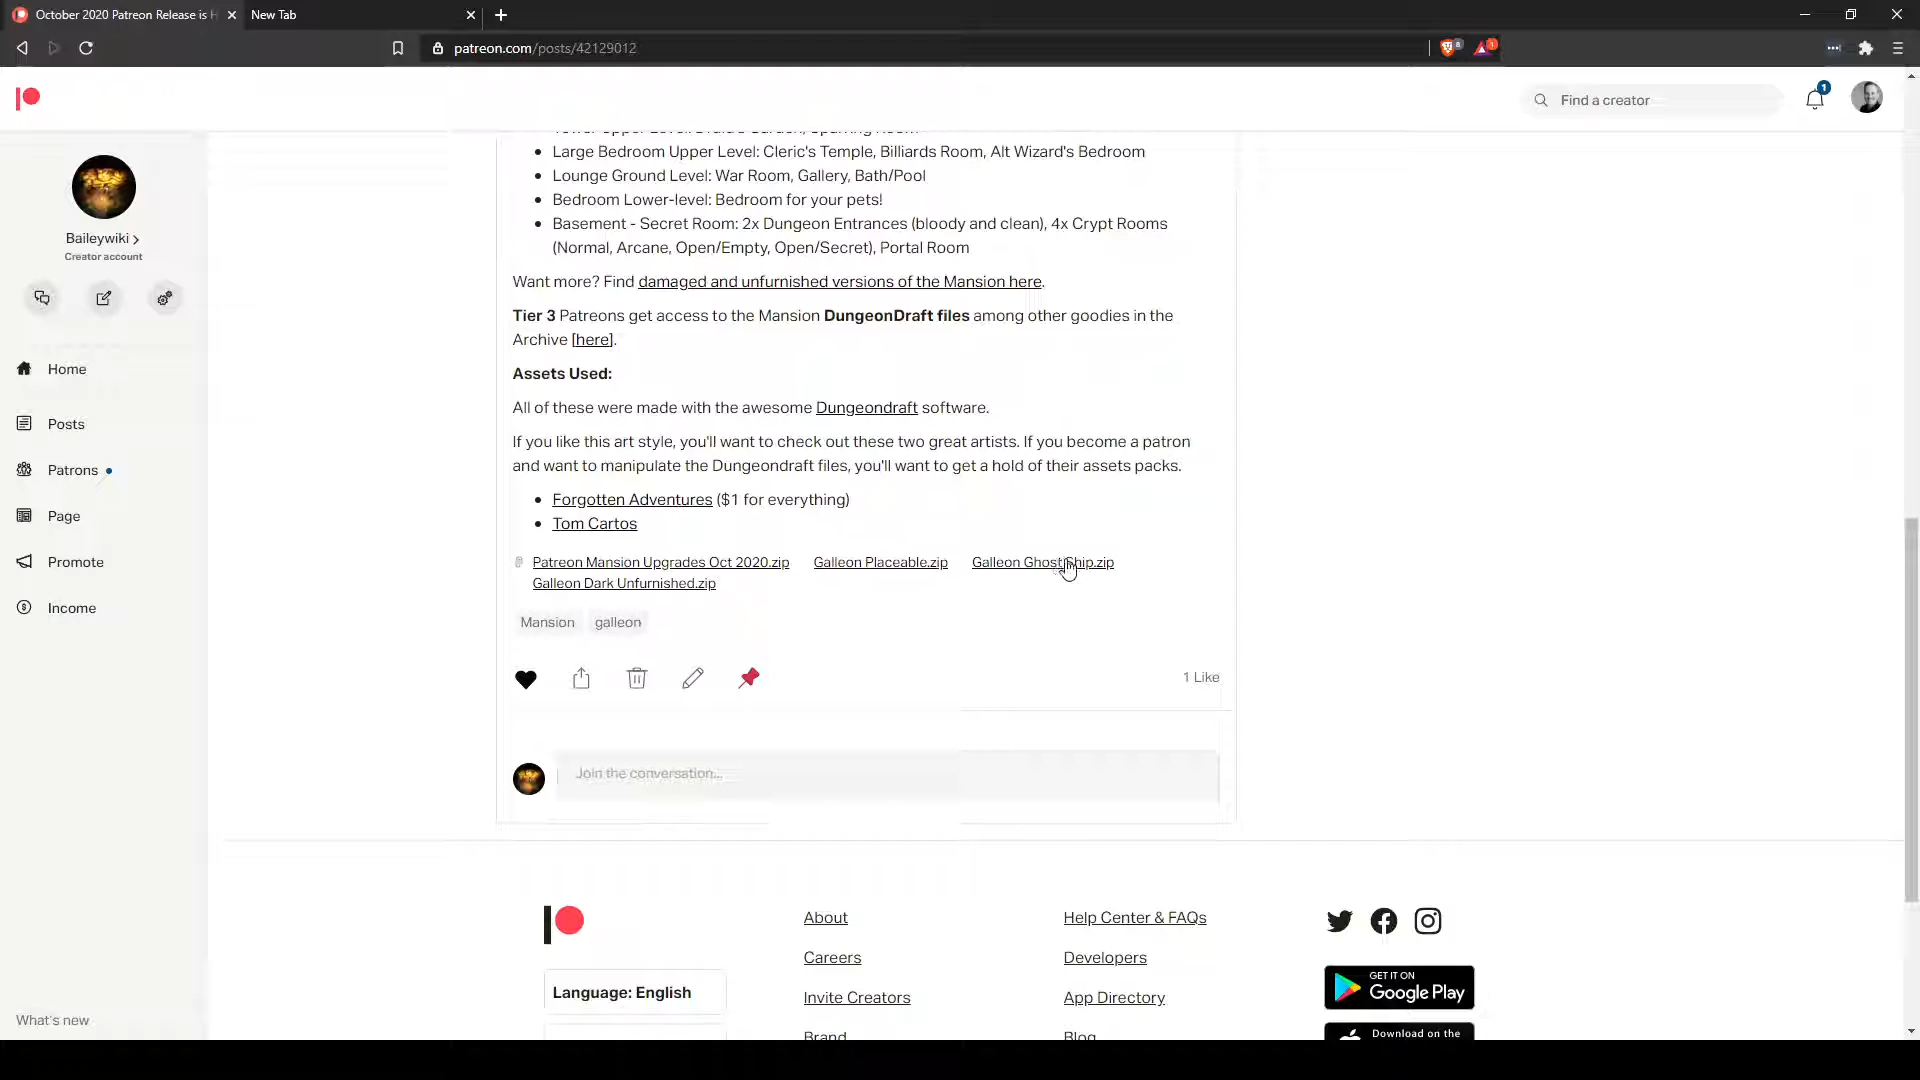 October 2020 Patreon Release is H
New Tab
patreon.com/posts/42129012
8
1
Find a creator
1
Baileywiki
Creator account
Home
Posts
Patrons
Page
Promote
Income
What's new
Large Bedroom Upper Level: Cleric's Temple, Billiards Room, Alt Wizard's Bedroom
Lounge Ground Level: War Room, Gallery, Bath/Pool
Bedroom Lower-level: Bedroom for your pets!
Basement - Secret Room: 2x Dungeon Entrances (bloody and clean), 4x Crypt Rooms
(Normal, Arcane, Open/Empty, Open/Secret), Portal Room
Want more? Find damaged and unfurnished versions of the Mansion here.
Tier 3 Patreons get access to the Mansion DungeonDraft files among other goodies in the
Archive [here].
Assets Used:
All of these were made with the awesome Dungeondraft software.
If you like this art style, you'll want to check out these two great artists. If you become a patron
and want to manipulate the Dungeondraft files, you'll want to get a hold of their assets packs.
Forgotten Adventures ($1 for everything)
Tom Cartos
Patreon Mansion Upgrades Oct 2020.zip Galleon Placeable.zip Galleon Ghost Ship.zip
Galleon Dark Unfurnished.zip
Mansion galleon
1 Like
Join the conversation...
About
Careers
Invite Creators
Brand
Help Center & FAQs
Developers
App Directory
Blog
Language: English
GET IT ON
Google Play
Download on the